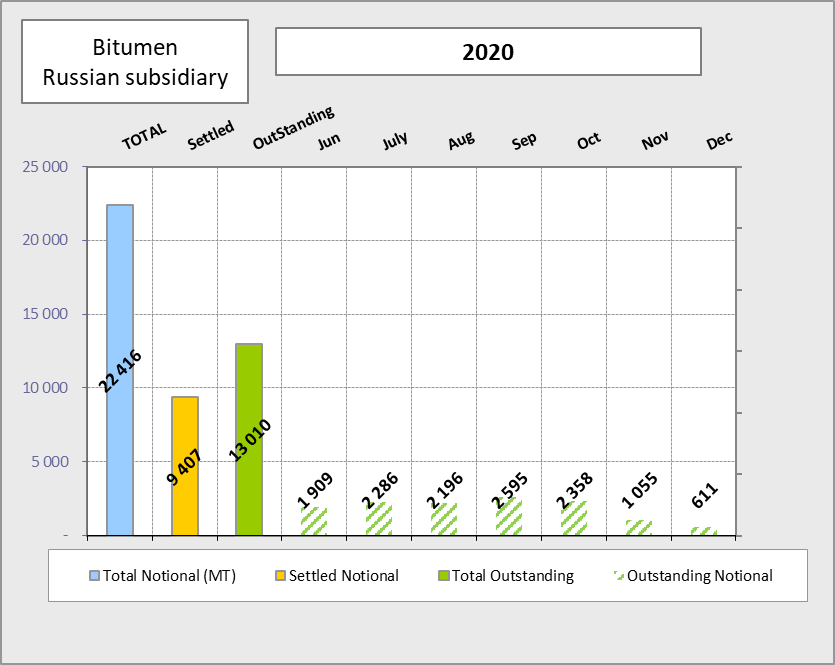 Bitumen
Russian subsidiary
2020
TOTAL Settled OutStanding Jun July Aug Sep Oct Nov Dec
25 000
20 000
15 000
10 000
5 000
-
22 416 9 407 13 010 1 909 2 286 2 196 2 595 2 358 1 055 611
Total Notional (MT) Settled Notional Total Outstanding Outstanding Notional